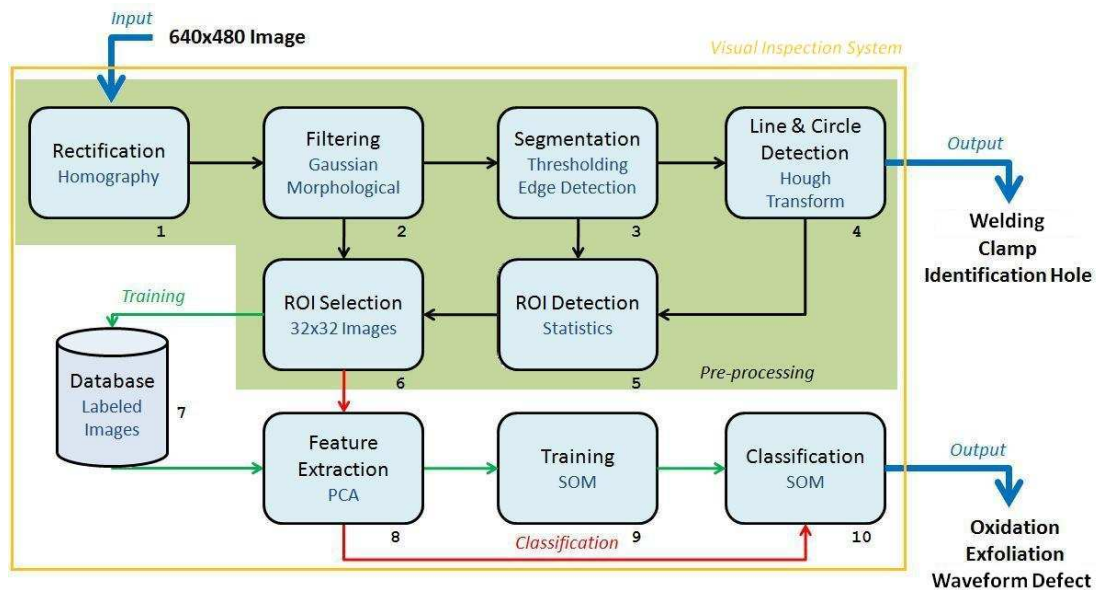 Input
640x480 Image
Visual Inspection System
Rectification
Homography
1
Filtering
Gaussian
Morphological
2
Segmentation
Thresholding
Edge Detection
3
Line & Circle
Detection
Hough
Transform
4
Output
Welding
Clamp
Identification Hole
Training
ROI Selection
32x32 Images
6
ROI Detection
Statistics
5
Pre-processing
Database
Labeled
Images
7
Feature
Extraction
PCA
8
Training
SOM
9
Classification
SOM
10
Classification
Output
Oxidation
Exfoliation
Waveform Defect